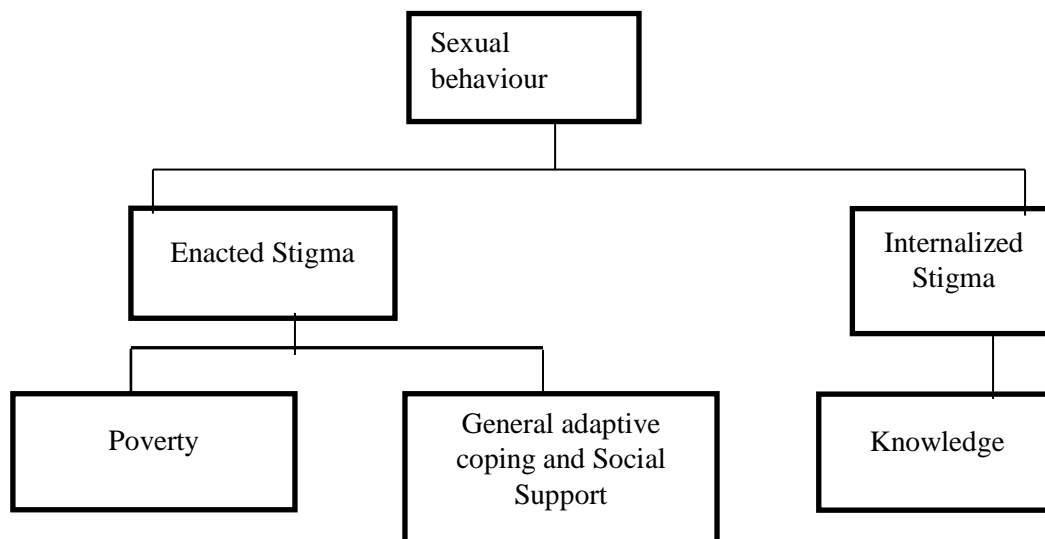 Sexual
behaviour
Enacted Stigma
Internalized
Stigma
Poverty
General adaptive
coping and Social
Support
Knowledge